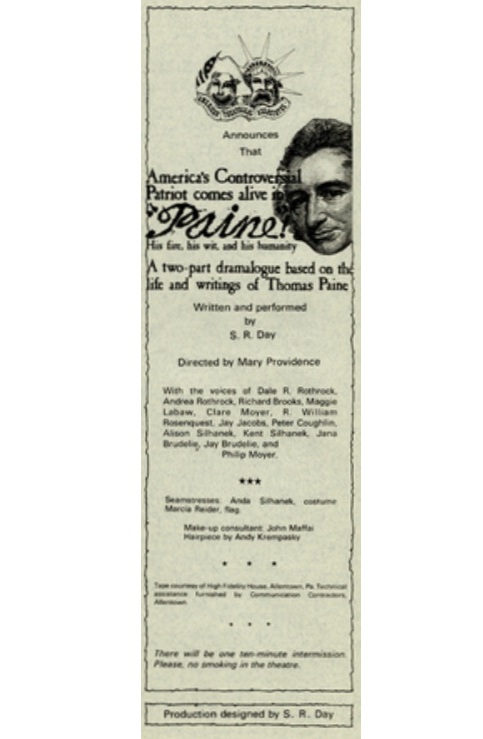 Announces
That
America's Controversial
Patriot comes alive in
"Paine!"
His fire, his wit, and his humanity
A two-part dramalogue based on the
life and writings of Thomas Paine
Written and performed
by
S. R. Day
Directed by Mary Providence
With the voices of Dale R. Rothrock,
Andrea Rothrock, Richard Brooks, Maggie
Labaw, Clare Moyer, R. William
Rosenquest, Jay Jacobs, Peter Coughlin,
Alison Silhanek, Kent Silhanek, Jana
Brudelie, Jay Brudelie, and
Philip Moyer.
***
Seamstresses: Anda Silhanek, costume
Marcia Reider, flag.
Make-up consultant: John Maffai
Hairpiece by Andy Krempasky
* * *
Tape courtesy of High Fidelity House, Allentown, Pa. Technical
assistance furnished by Communication Contractors,
Allentown.
* * *
There will be one ten-minute intermission.
Please, no smoking in the theatre.
Production designed by S. R. Day